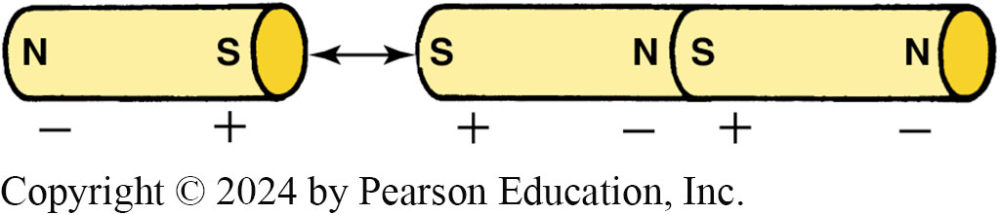 N S S N S N
− + + − + −
Copyright © 2024 by Pearson Education, Inc.